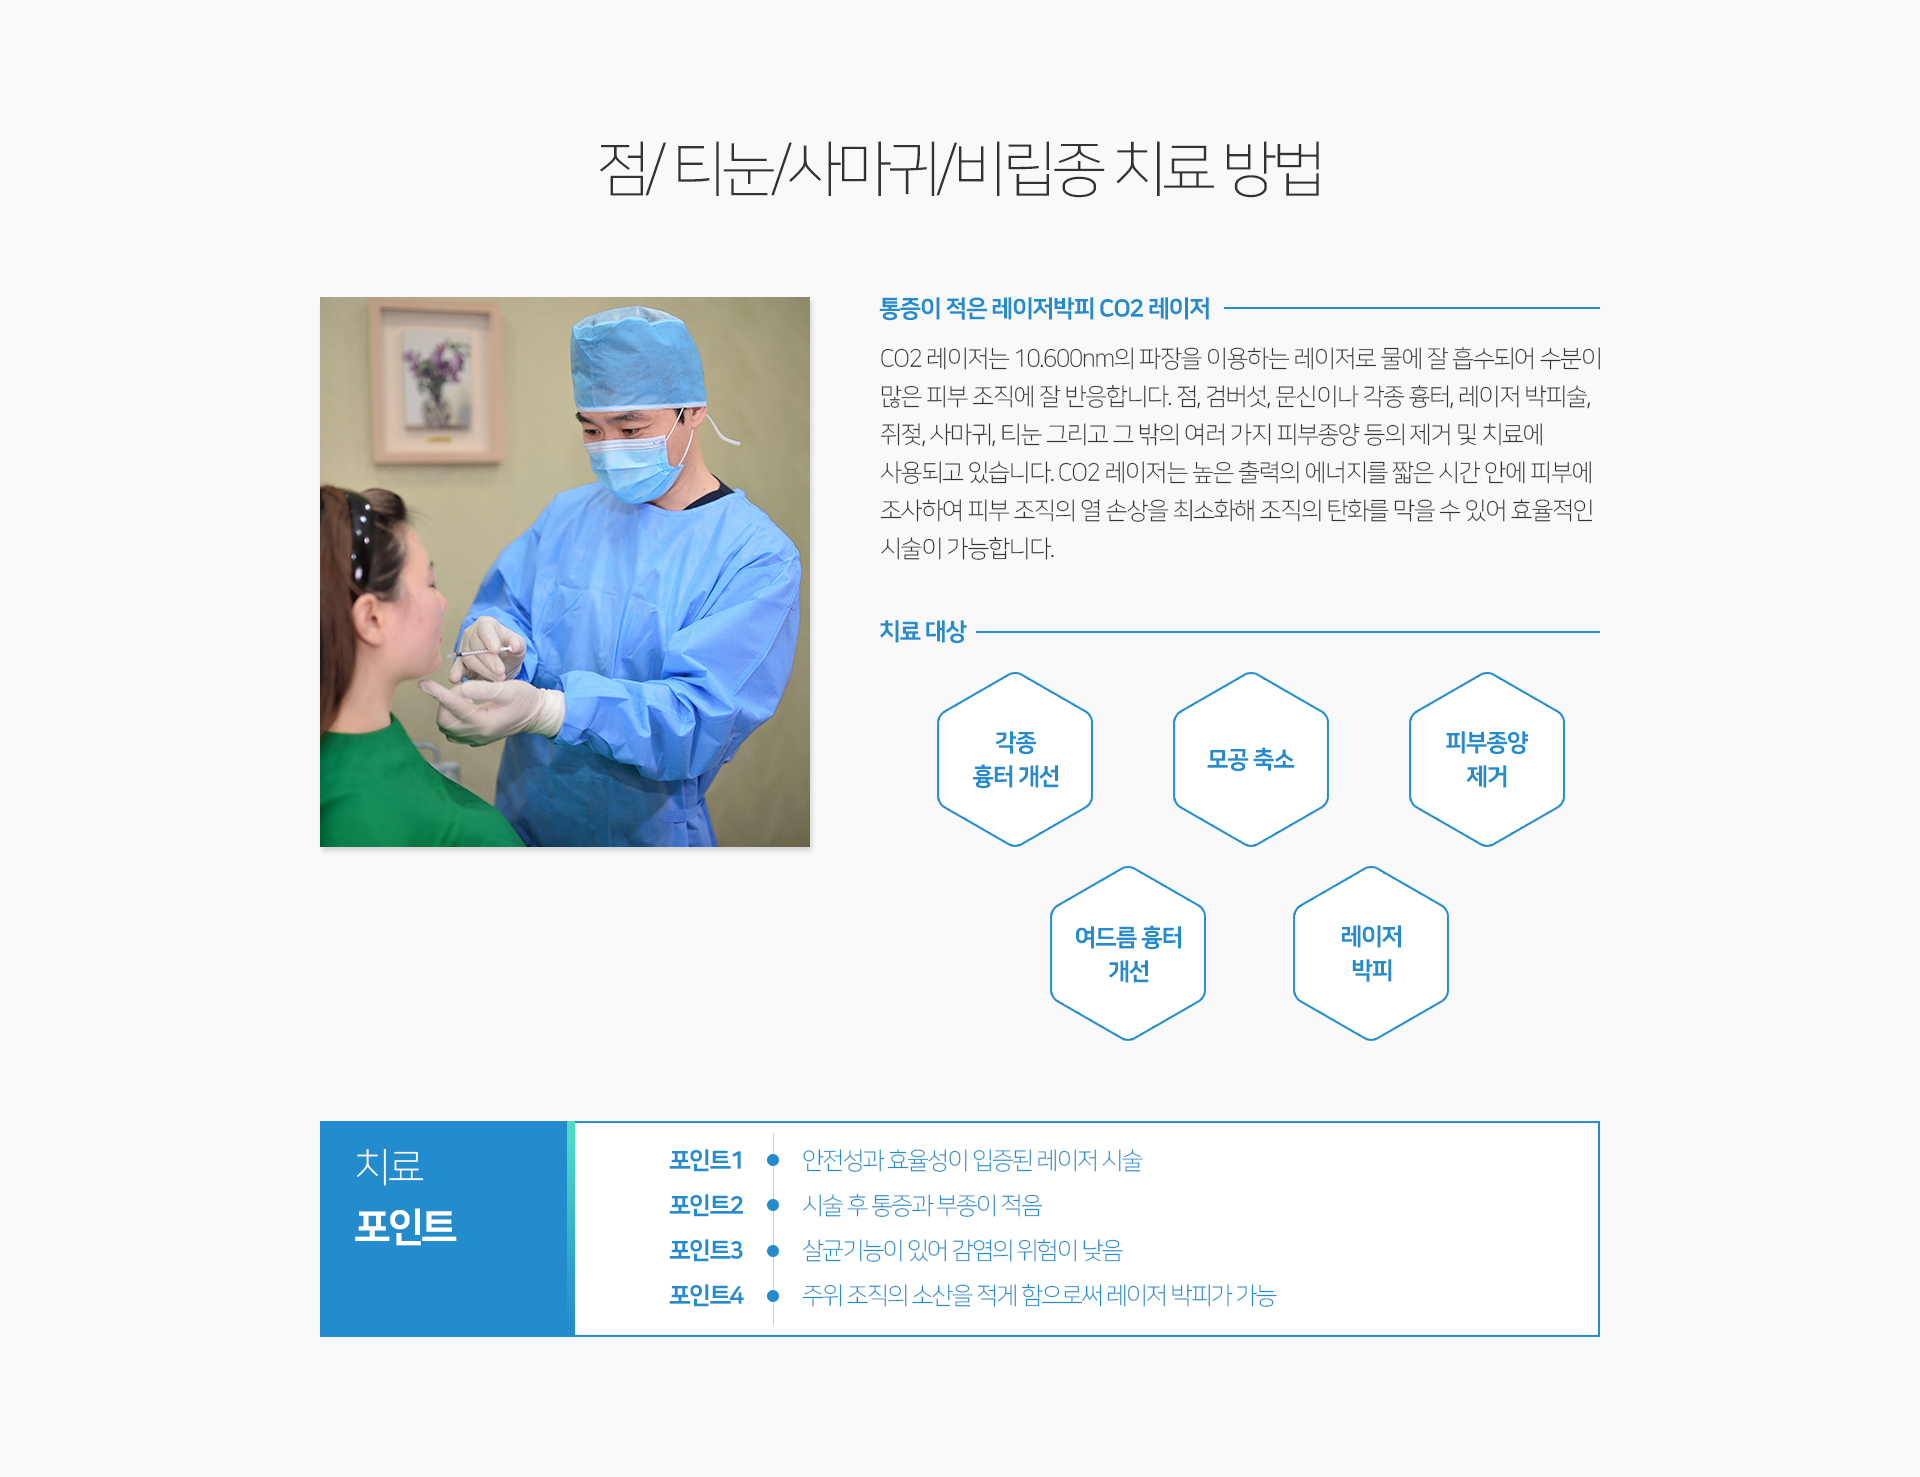 점/ 티눈/사마귀/비립종 치료 방법
통증이 적은 레이저박피 CO2 레이저
CO2 레이저는 10.600nm의 파장을 이용하는 레이저로 물에 잘 흡수되어 수분이
많은 피부 조직에 잘 반응합니다. 점, 검버섯, 문신이나 각종 흉터, 레이저 박피술,
쥐젖, 사마귀, 티눈 그리고 그 밖의 여러 가지 피부종양 등의 제거 및 치료에
사용되고 있습니다. CO2 레이저는 높은 출력의 에너지를 짧은 시간 안에 피부에
조사하여 피부 조직의 열 손상을 최소화해 조직의 탄화를 막을 수 있어 효율적인
시술이 가능합니다.
치료 대상
각종
흉터 개선
모공 축소
피부종양
제거
여드름 흉터
개선
레이저
박피
치료
포인트
포인트1 안전성과 효율성이 입증된 레이저 시술
포인트2 시술 후 통증과 부종이 적음
포인트3 살균기능이 있어 감염의 위험이 낮음
포인트4 주위 조직의 소산을 적게 함으로써 레이저 박피가 가능